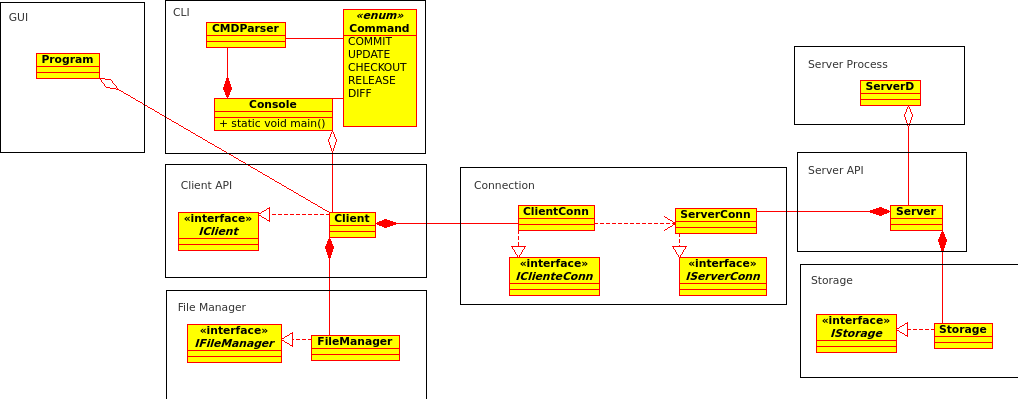 GUI
Program
CLI
CMDParser
«enum»
Command
COMMIT
UPDATE
CHECKOUT
RELEASE
DIFF
Console
+ static void main()
Client API
«interface»
IClient
Client
File Manager
«interface»
IFileManager
FileManager
Connection
ClientConn
ServerConn
«interface»
IClienteConn
«interface»
IServerConn
Server Process
ServerD
Server API
Server
Storage
«interface»
IStorage
Storage